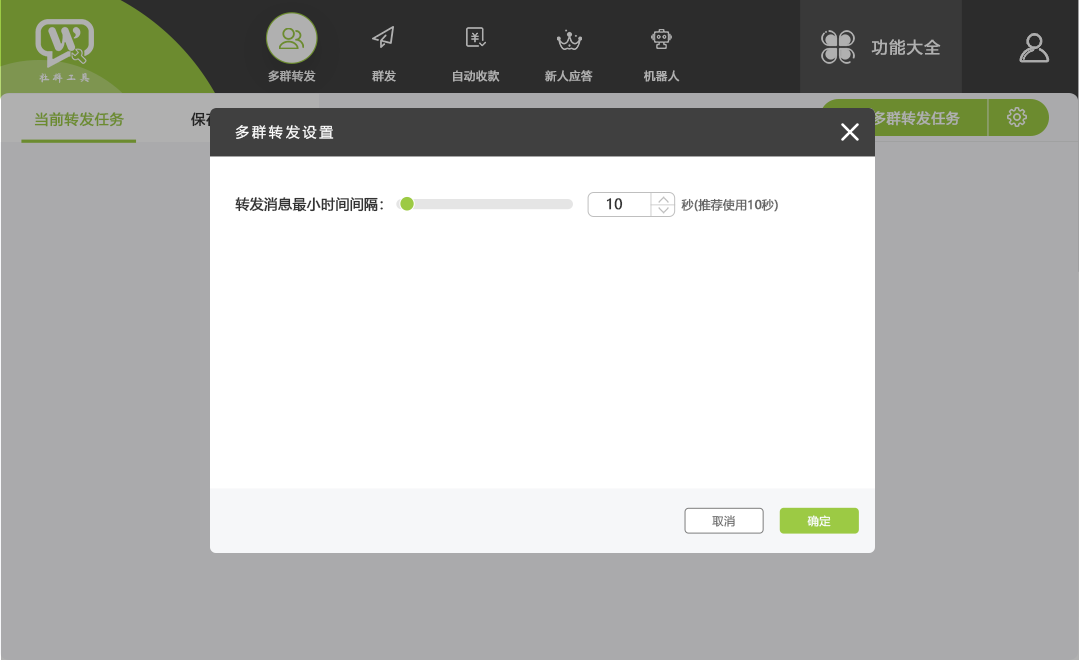 W
社群工具
多群转发
群发
自动收款
新人应答
机器人
功能大全
当前转发任务
保存
多群转发任务
多群转发设置
转发消息最小时间间隔:
10
秒(推荐使用10秒)
取消
确定